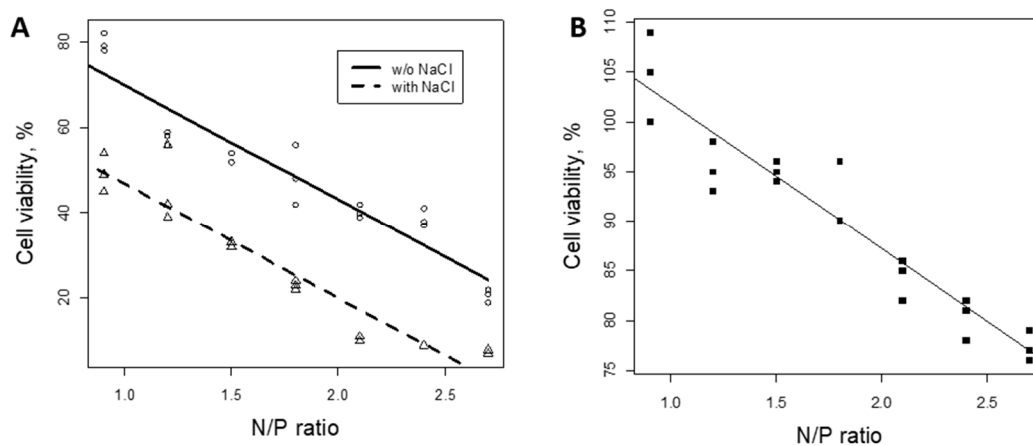 A
Cell viability, %
80
60
40
20
w/o NaCl
with NaCl
1.0 1.5 2.0 2.5
N/P ratio
B
Cell viability, %
110
105
100
95
90
85
80
75
1.0 1.5 2.0 2.5
N/P ratio